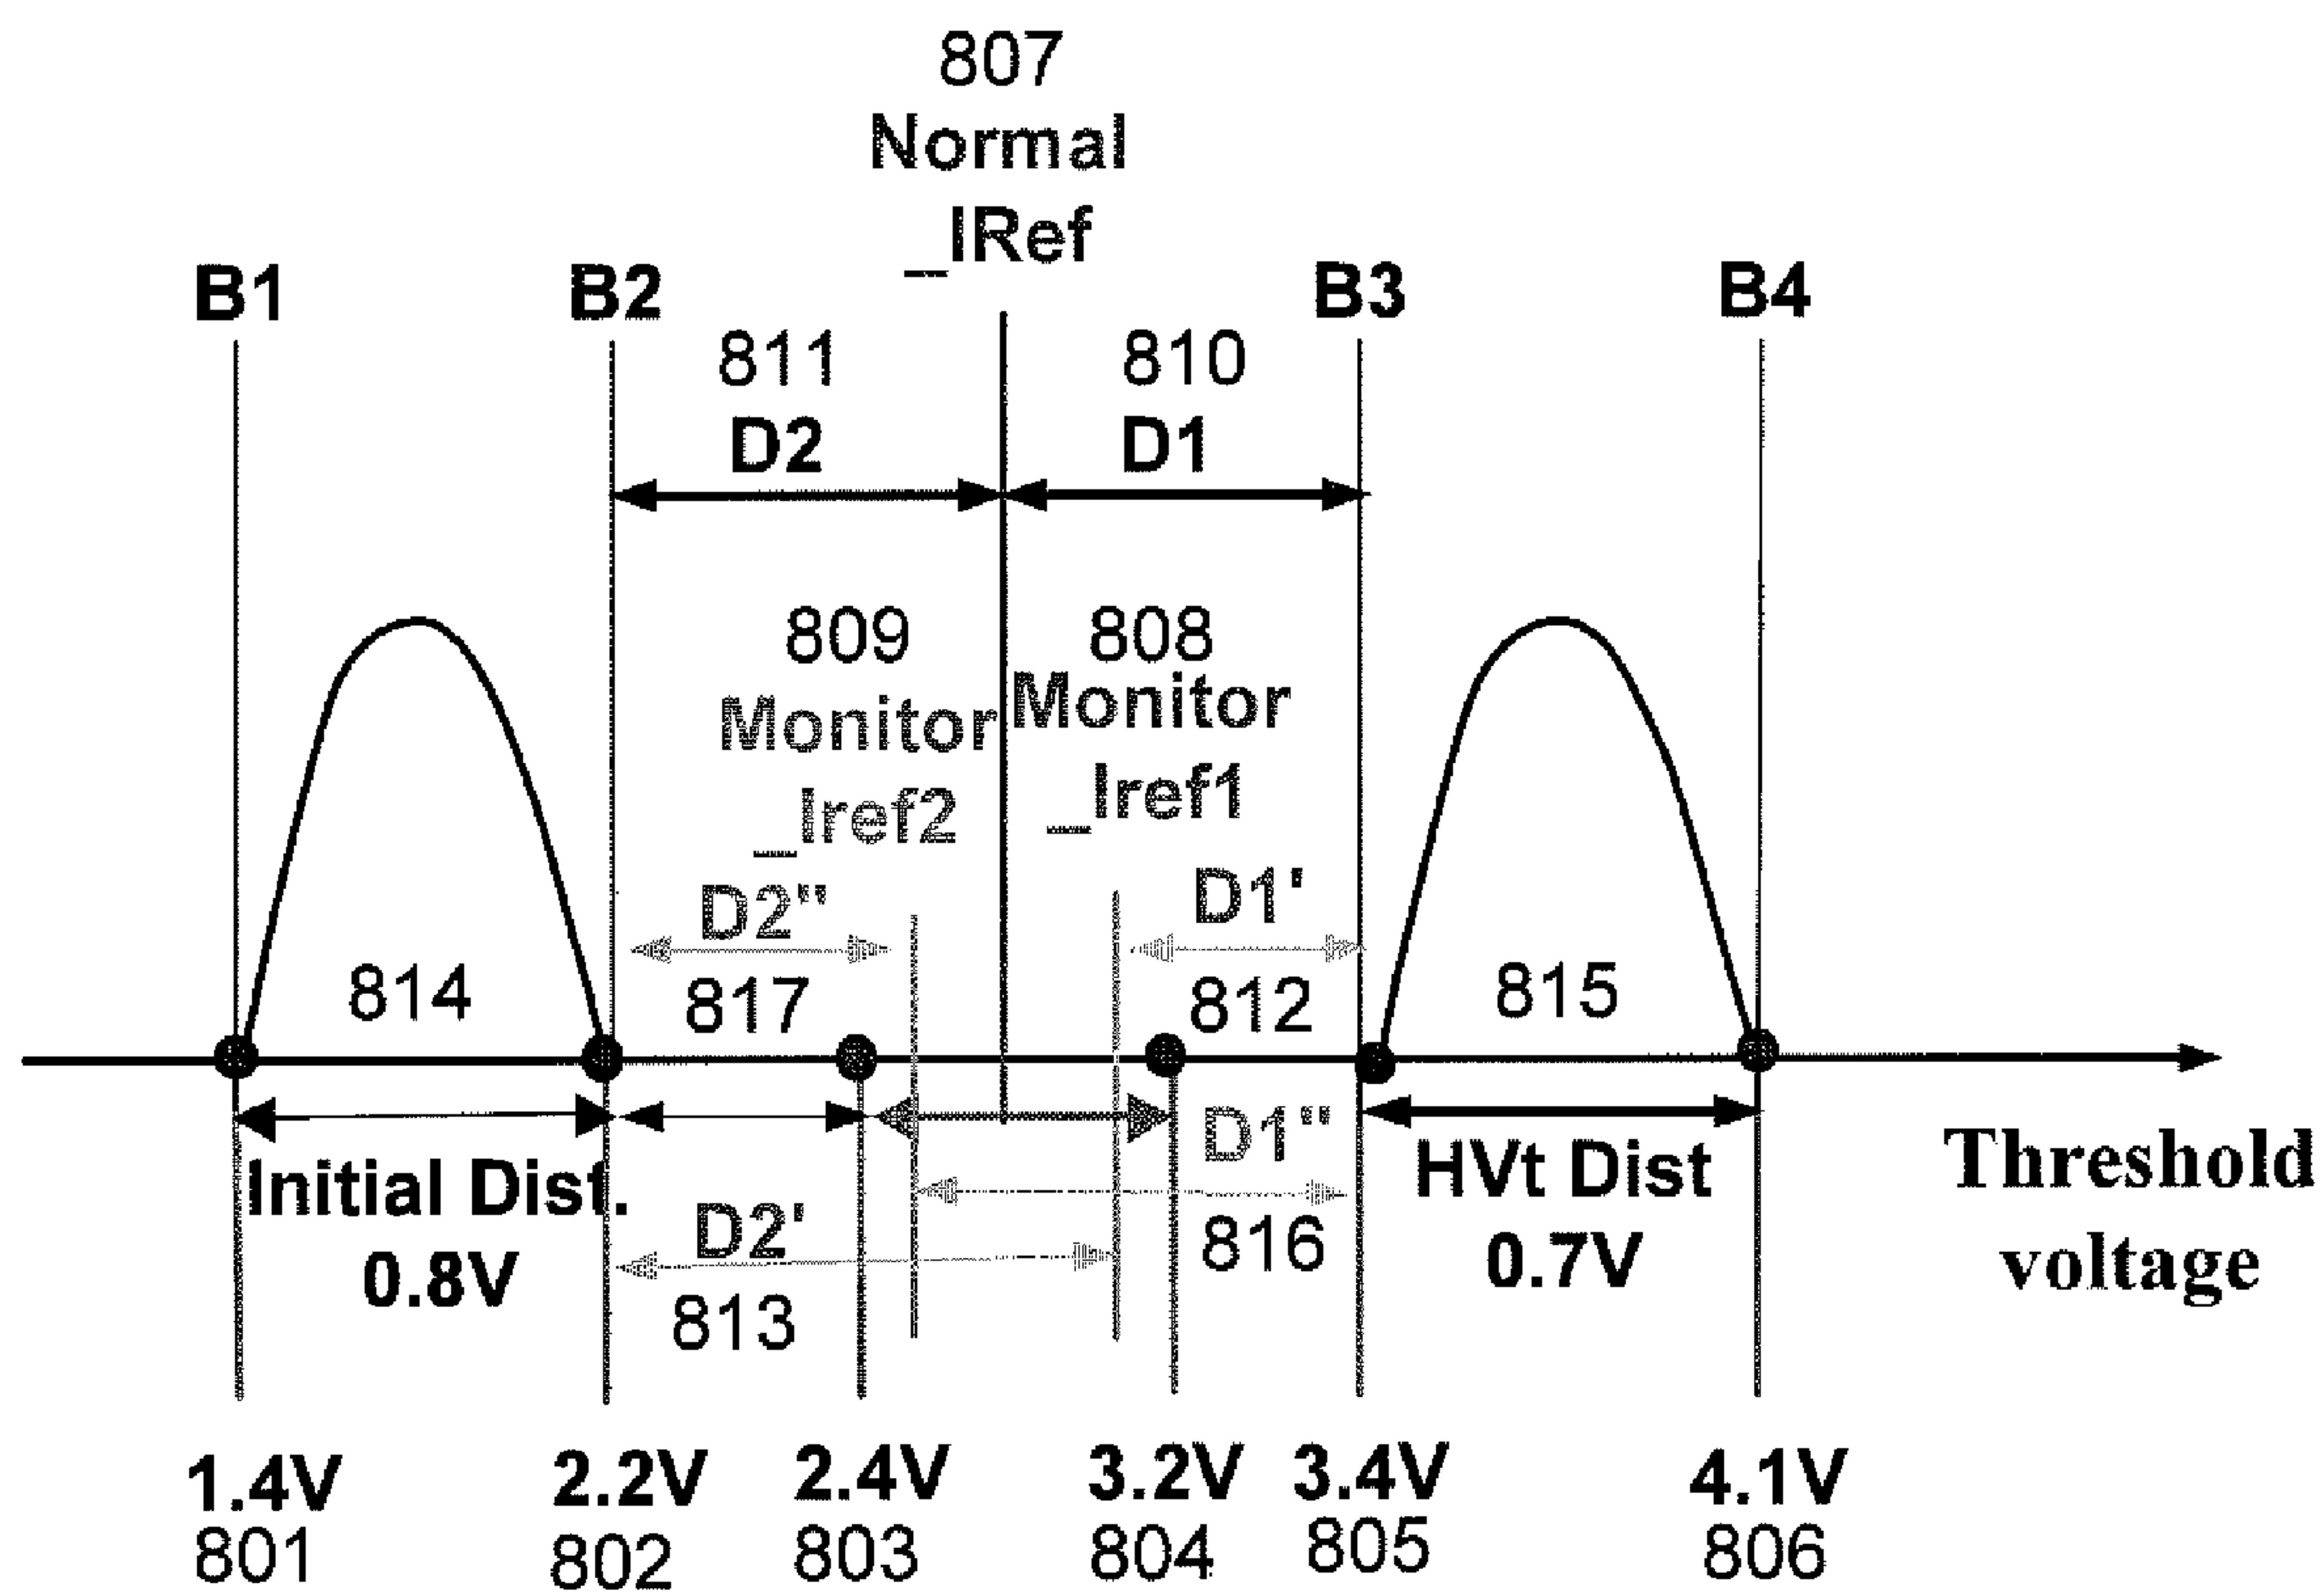 807
Normal
_IRef
B1
B2
B3
B4
811
810
D2
D1
809
808
Monitor
Monitor
_Iref2
_Iref1
D2"
D1'
814
817
812
815
D1"
Initial Dist.
HVt Dist
Threshold
0.8V
D2'
816
0.7V
voltage
813
1.4V
2.2V
2.4V
3.2V
3.4V
4.1V
801
802
803
804
805
806